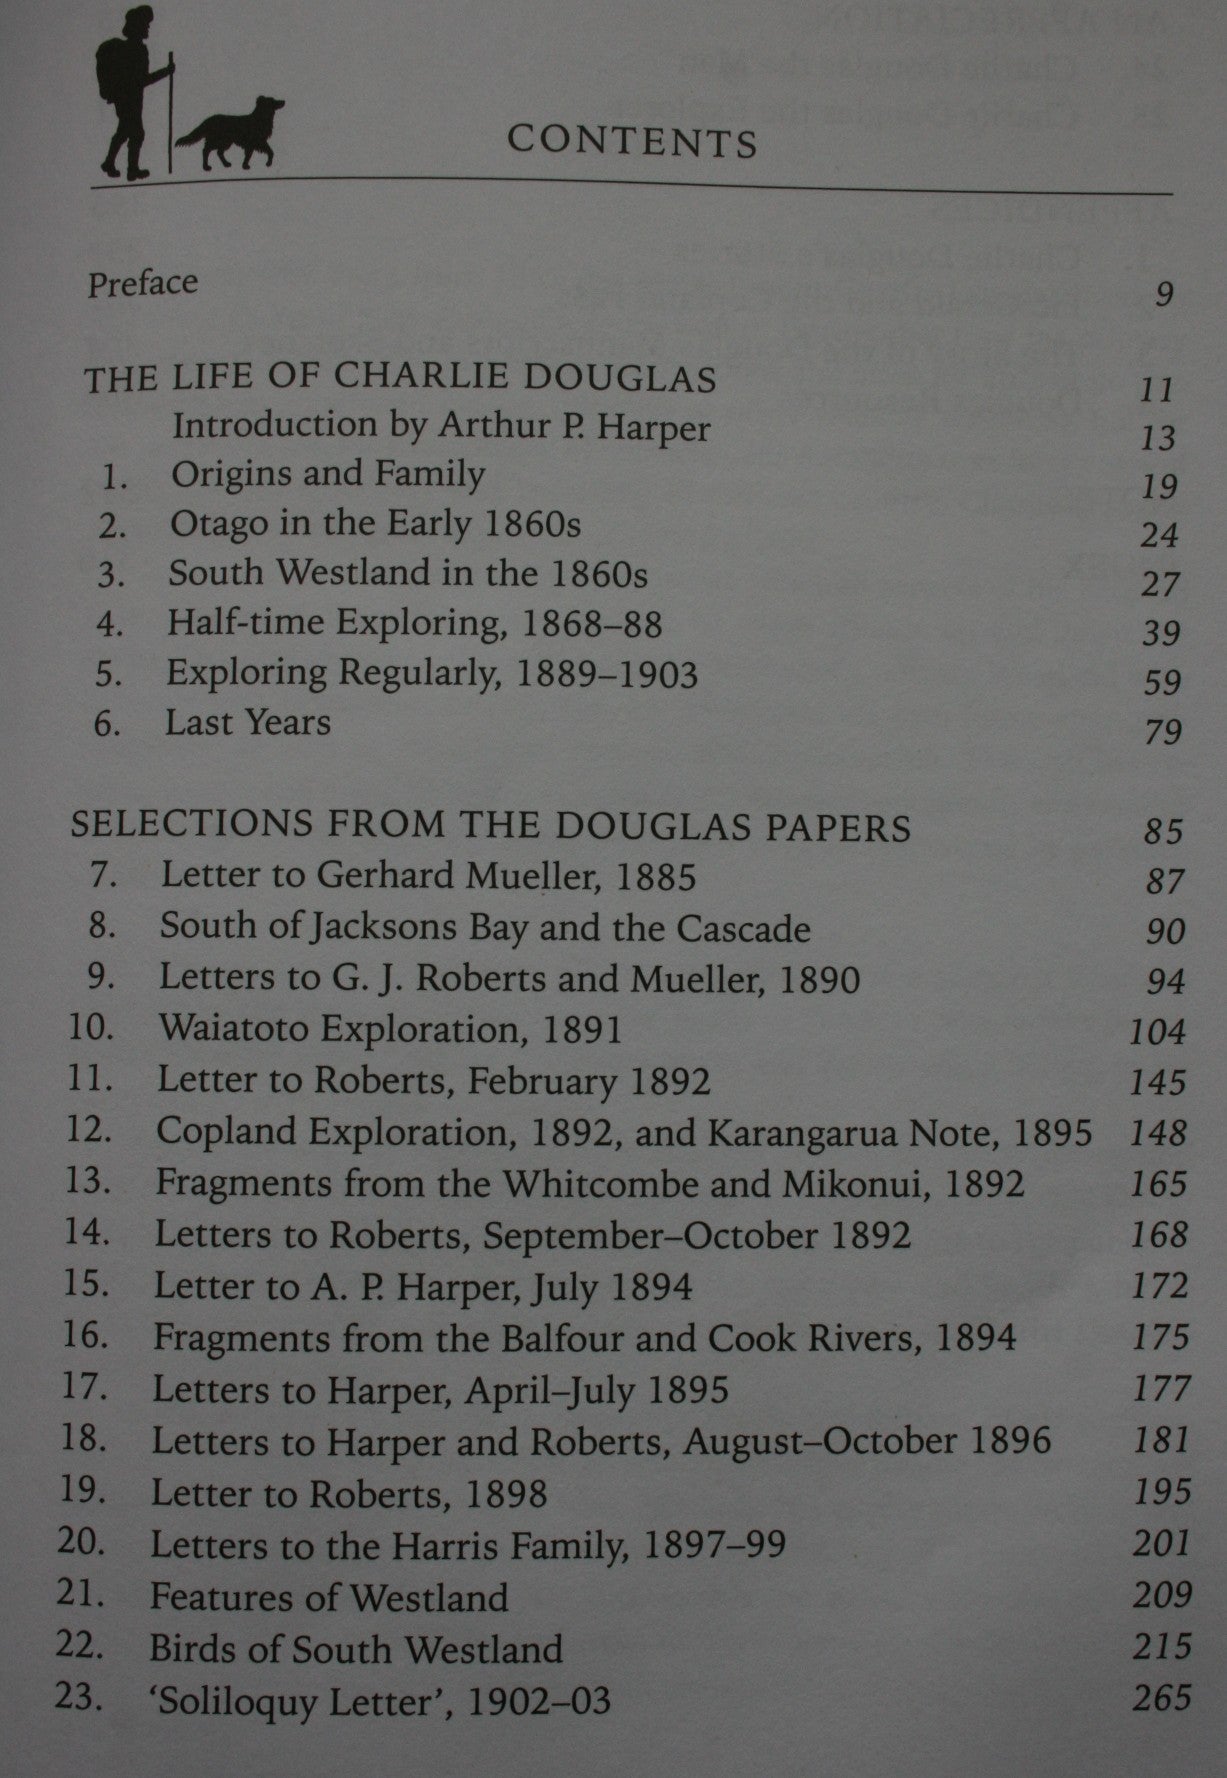 CONTENTS
Preface 9
THE LIFE OF CHARLIE DOUGLAS 11
Introduction by Arthur P. Harper 13
1. Origins and Family 19
2. Otago in the Early 1860s 24
3. South Westland in the 1860s 27
4. Half-time Exploring, 1868–88 39
5. Exploring Regularly, 1889–1903 59
6. Last Years 79
SELECTIONS FROM THE DOUGLAS PAPERS 85
7. Letter to Gerhard Mueller, 1885 87
8. South of Jacksons Bay and the Cascade 90
9. Letters to G. J. Roberts and Mueller, 1890 94
10. Waiatoto Exploration, 1891 104
11. Letter to Roberts, February 1892 145
12. Copland Exploration, 1892, and Karangarua Note, 1895 148
13. Fragments from the Whitcombe and Mikonui, 1892 165
14. Letters to Roberts, September–October 1892 168
15. Letter to A. P. Harper, July 1894 172
16. Fragments from the Balfour and Cook Rivers, 1894 175
17. Letters to Harper, April–July 1895 177
18. Letters to Harper and Roberts, August–October 1896 181
19. Letter to Roberts, 1898 195
20. Letters to the Harris Family, 1897–99 201
21. Features of Westland 209
22. Birds of South Westland 215
23. ‘Soliloquy Letter’, 1902–03 265